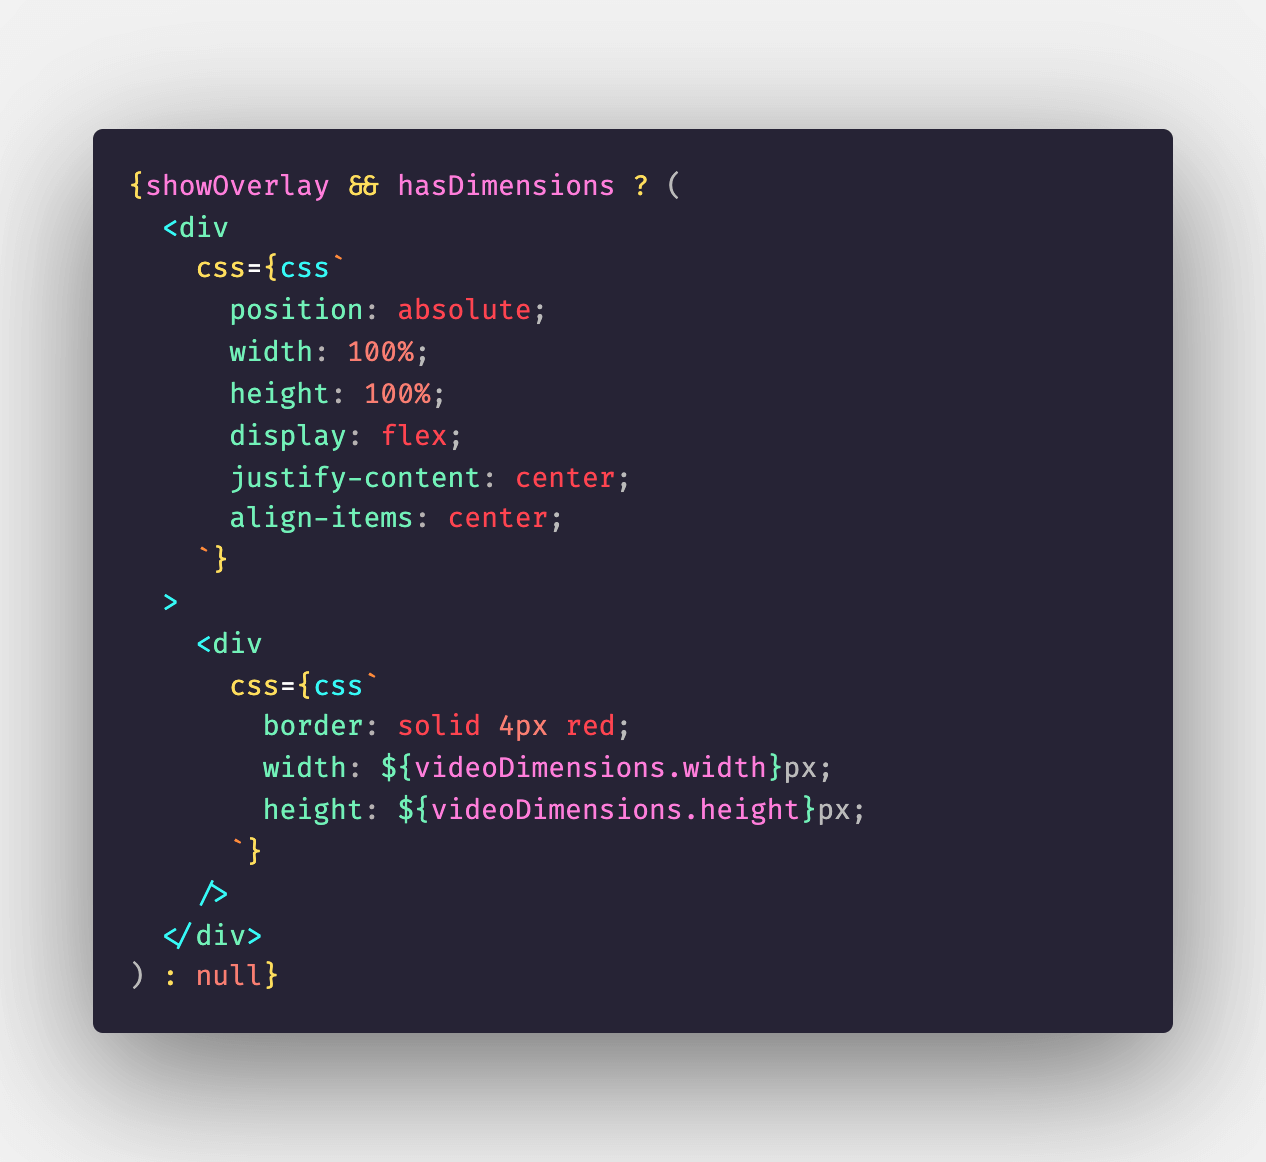 {showOverlay && hasDimensions ? (
  <div
    css={css`
      position: absolute;
      width: 100%;
      height: 100%;
      display: flex;
      justify-content: center;
      align-items: center;
    `}
  >
    <div
      css={css`
        border: solid 4px red;
        width: ${videoDimensions.width}px;
        height: ${videoDimensions.height}px;
      `}
    />
  </div>
) : null}